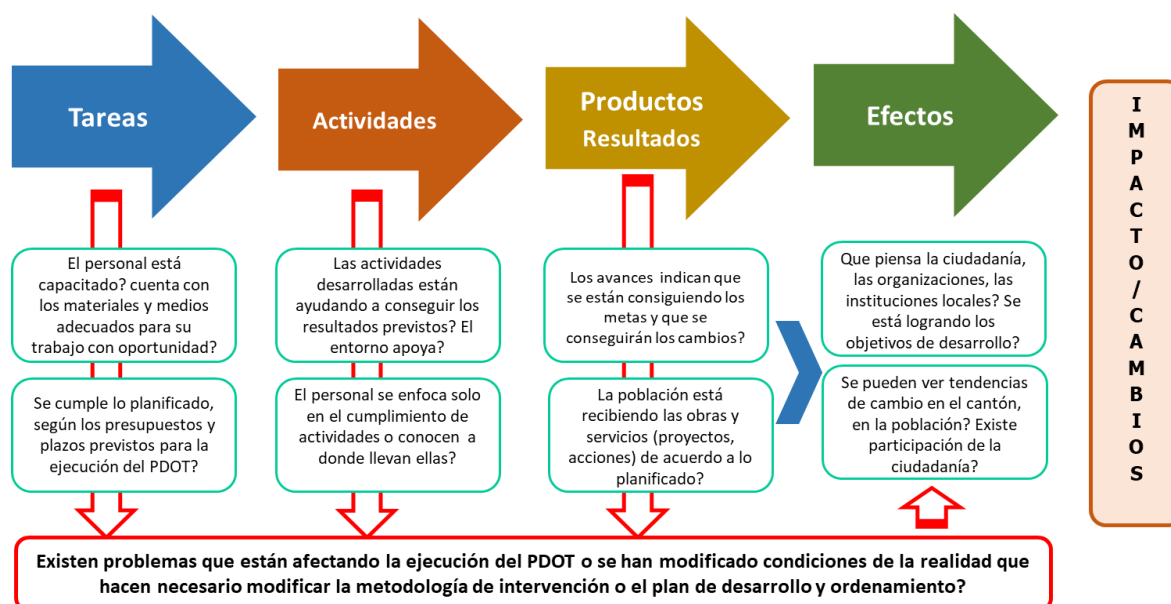 Tareas
Actividades
Productos
Resultados
Efectos
El personal está
capacitado? cuenta con
los materiales y medios
adecuados para su
trabajo con oportunidad?
Se cumple lo planificado,
según los presupuestos y
plazos previstos para la
ejecución del PDOT?
Las actividades
desarrolladas están
ayudando a conseguir los
resultados previstos? El
entorno apoya?
El personal se enfoca solo
en el cumplimiento de
actividades o conocen a
donde llevan ellas?
Los avances indican que
se están consiguiendo los
metas y que se
conseguirán los cambios?
La población está
recibiendo las obras y
servicios (proyectos,
acciones) de acuerdo a lo
planificado?
Que piensa la ciudadanía,
las organizaciones, las
instituciones locales? Se
está logrando los
objetivos de desarrollo?
Se pueden ver tendencias
de cambio en el cantón,
en la población? Existe
participación de la
ciudadanía?
IMPACTO/CAMBIOS
Existen problemas que están afectando la ejecución del PDOT o se han modificado condiciones de la realidad que
hacen necesario modificar la metodología de intervención o el plan de desarrollo y ordenamiento?